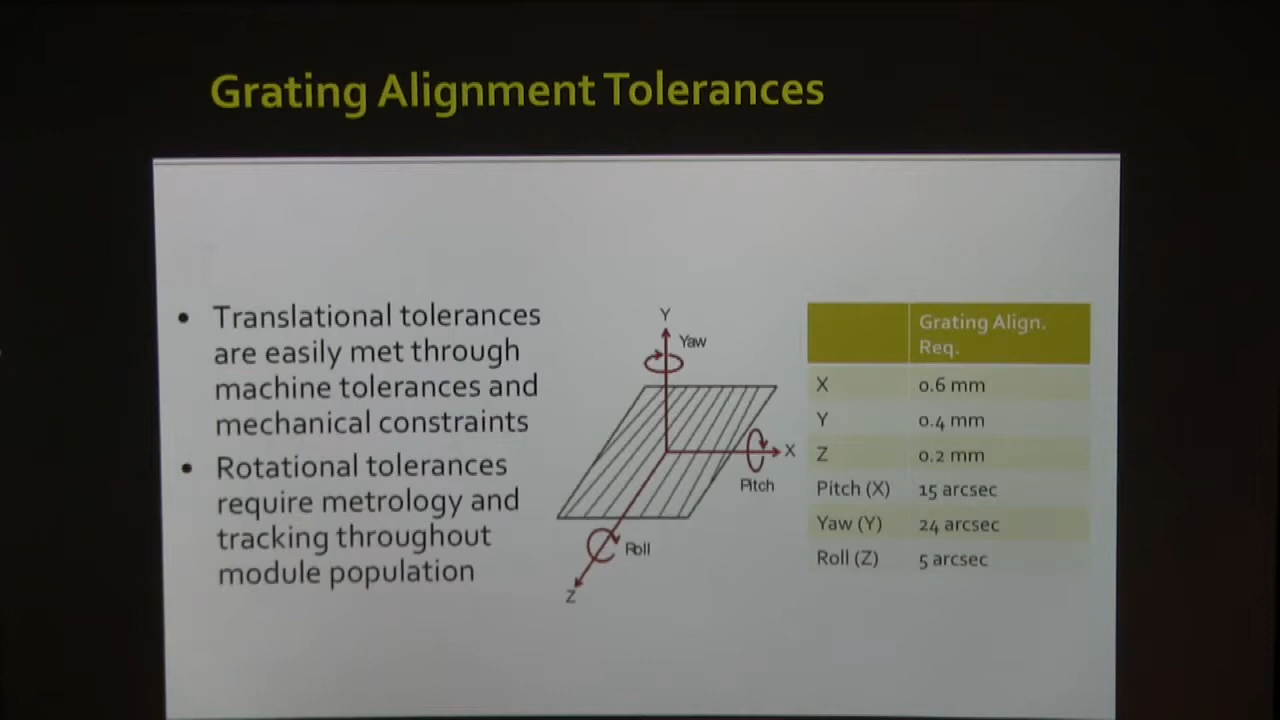 Grating Alignment Tolerances
• Translational tolerances
are easily met through
machine tolerances and
mechanical constraints
• Rotational tolerances
require metrology and
tracking throughout
module population
Y
Yaw
X
Pitch
Roll
Z
Grating Align.
Req.
X 0.6 mm
Y 0.4 mm
Z 0.2 mm
Pitch (X) 15 arcsec
Yaw (Y) 24 arcsec
Roll (Z) 5 arcsec